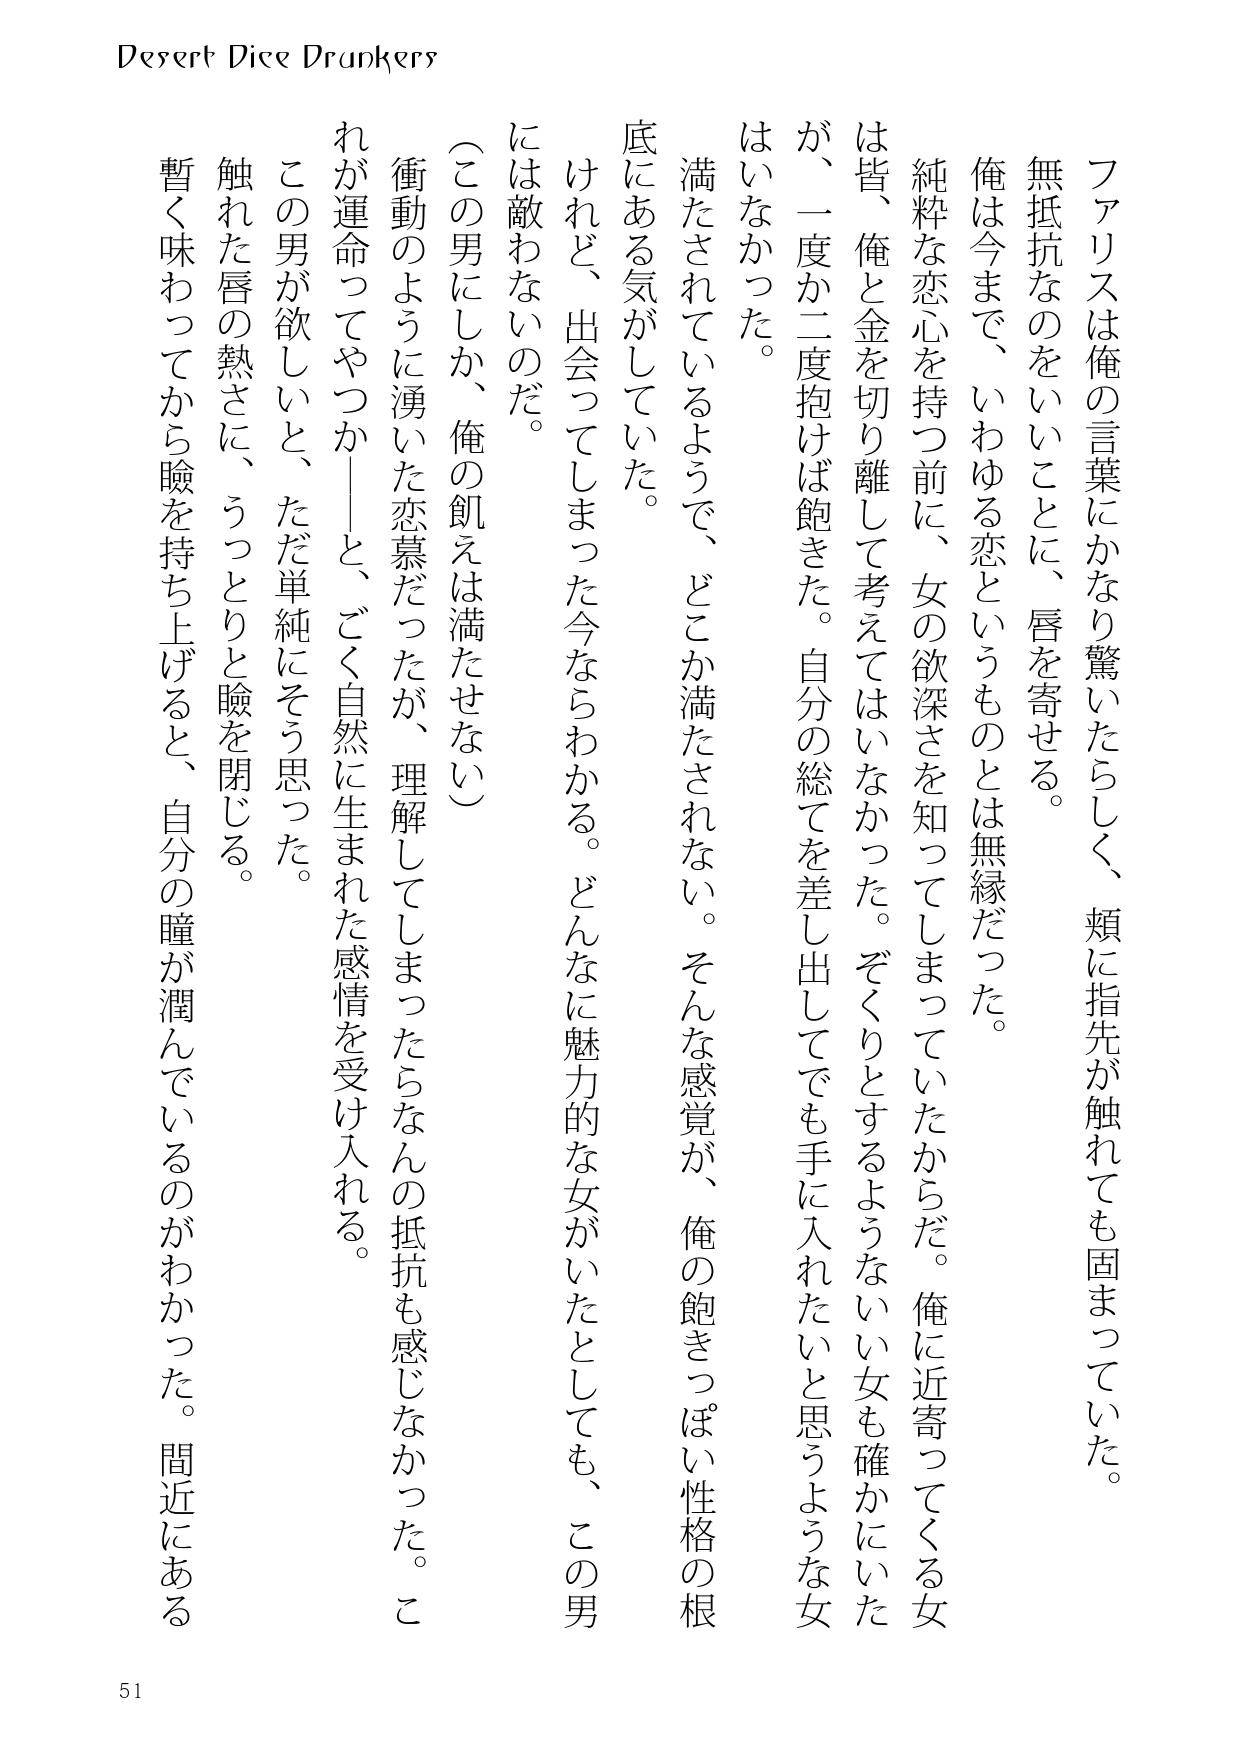 Desert Dice Drunkers
ファリスは俺の言葉にかなり驚いたらしく、頬に指先が触れても固まっていた。
無抵抗なのをいいことに、唇を寄せる。
俺は今まで、いわゆる恋というものとは無縁だった。
純粋な恋心を持つ前に、女の欲深さを知ってしまっていたからだ。俺に近寄ってくる女
は皆、俺と金を切り離して考えてはいなかった。ぞくりとするようないい女も確かにいた
が、一度か二度抱けば飽きた。自分の総てを差し出してでも手に入れたいと思うような女
はいなかった。
満たされているようで、どこか満たされない。そんな感覚が、俺の飽きっぽい性格の根
底にある気がしていた。
けれど、出会ってしまった今ならわかる。どんなに魅力的な女がいたとしても、この男
には敵わないのだ。
（この男にしか、俺の飢えは満たせない）
衝動のように湧いた恋慕だったが、理解してしまったらなんの抵抗も感じなかった。こ
れが運命ってやつか――と、ごく自然に生まれた感情を受け入れる。
この男が欲しいと、ただ単純にそう思った。
触れた唇の熱さに、うっとりと瞼を閉じる。
暫く味わってから瞼を持ち上げると、自分の瞳が潤んでいるのがわかった。間近にある
51